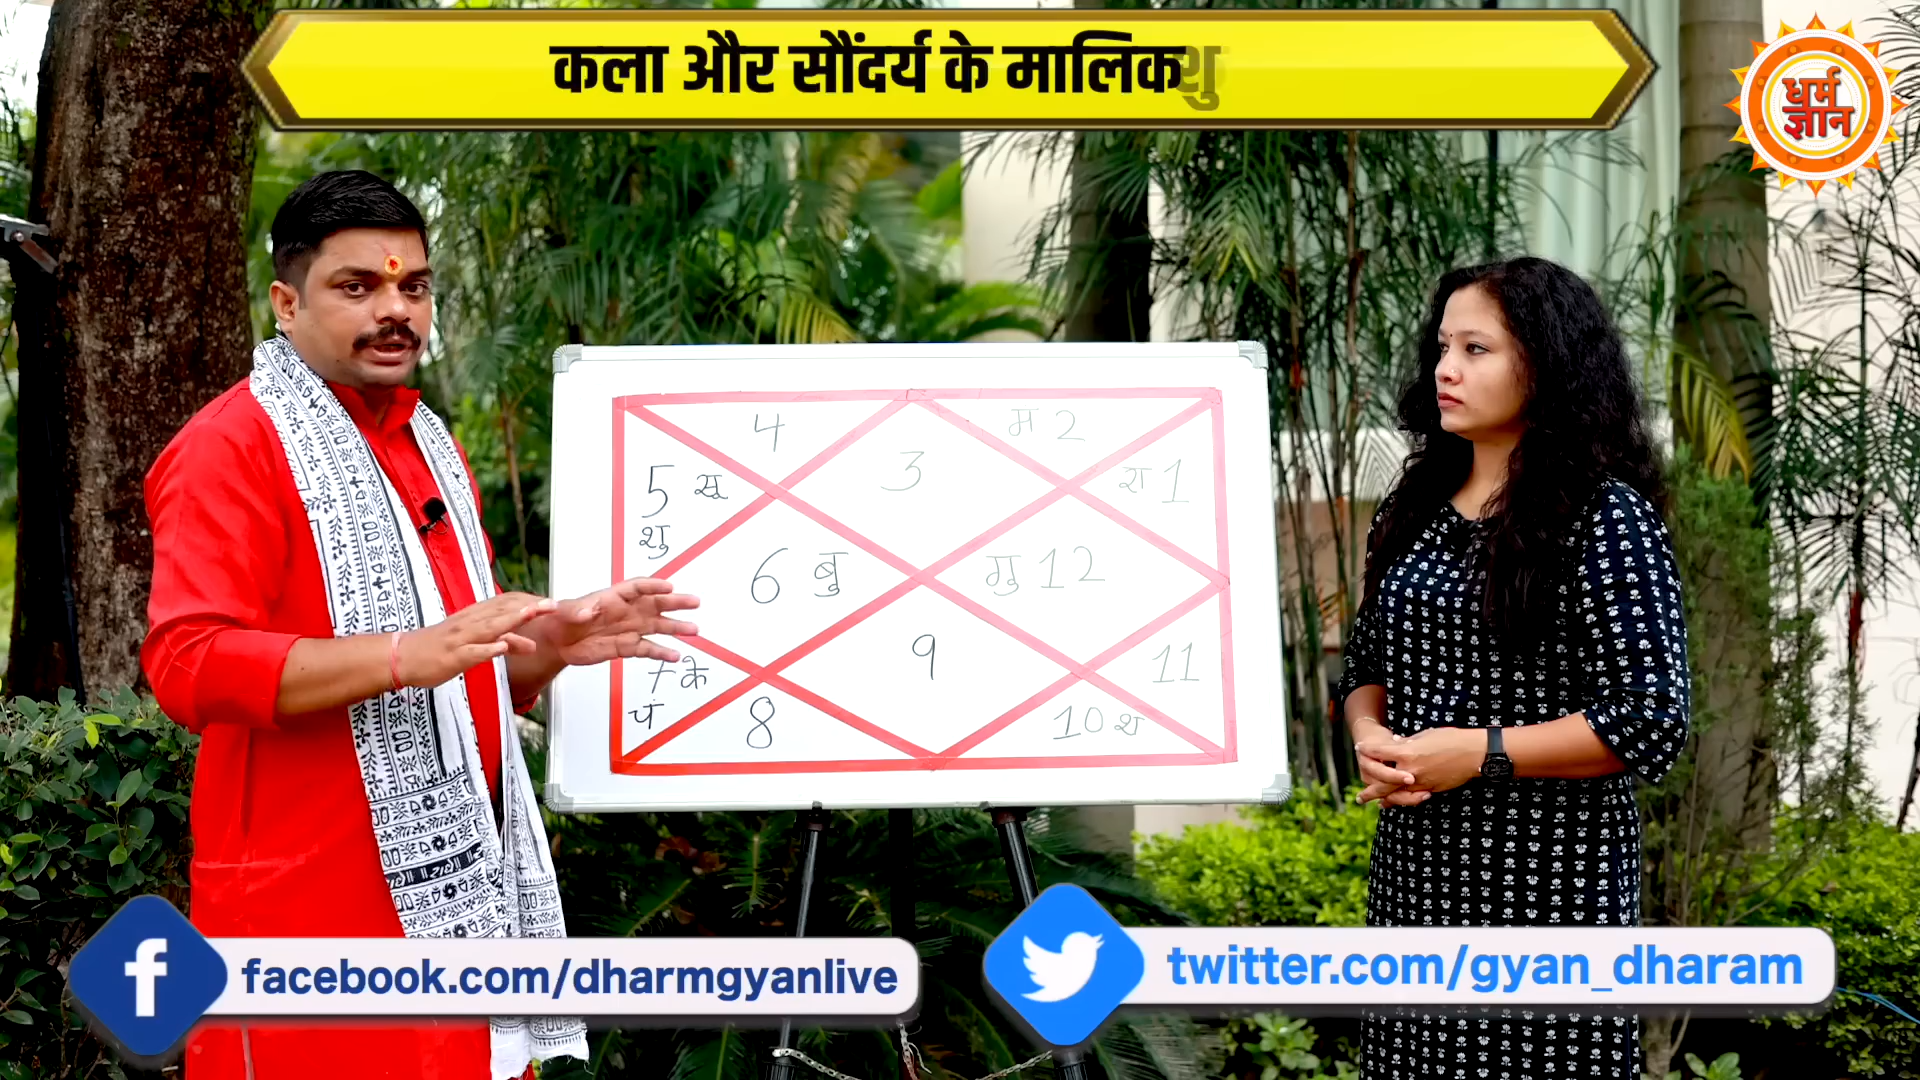 कला और सौंदर्य के मालिक शु
धर्म
ज्ञान
4
म 2
3
5 सू
रा 1
शु
6 बु
गु 12
9
7 के
11
चं
8
10 श
facebook.com/dharmgyanlive
twitter.com/gyan_dharam